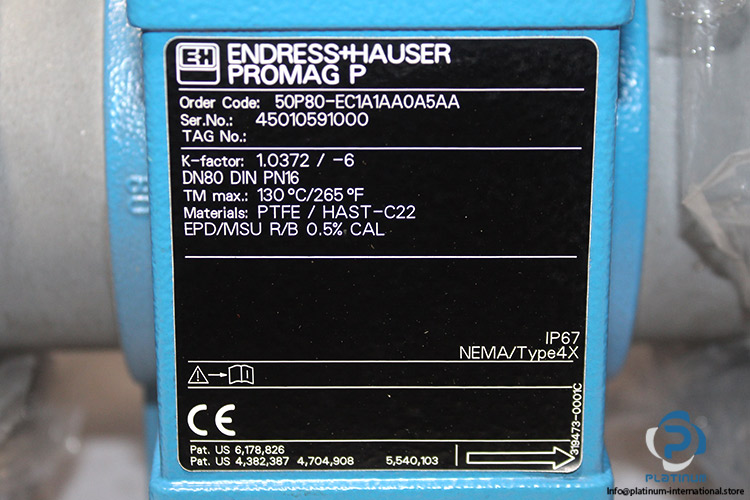 EH ENDRESS+HAUSER
PROMAG P
Order Code: 50P80-EC1A1AA0A5AA
Ser.No.: 45010591000
TAG No.:
K-factor: 1.0372 / -6
DN80 DIN PN16
TM max.: 130 °C/265 °F
Materials: PTFE / HAST-C22
EPD/MSU R/B 0.5% CAL
IP67
NEMA/Type4X
CE
319473-0001C
Pat. US 6,178,826
Pat. US 4,382,387 4,704,908 5,540,103
80
PLATINUM
Info@platinum-international.store